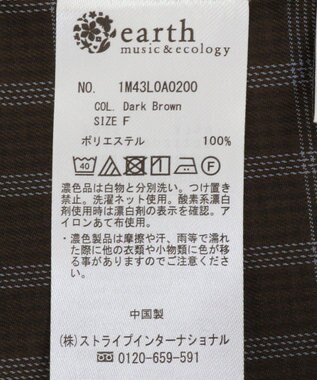 earth
music&ecology
NO. 1M43L0A0200
COL. Dark Brown
SIZE F
ポリエステル 100%
40 F
濃色品は白物と分別洗い。つけ置き
禁止。洗濯ネット使用。酸素系漂白
剤使用時は漂白剤の表示を確認。ア
イロンあて布使用。
・濃色製品は摩擦や汗、雨等で濡れ
た際に他の衣類や小物類に色が移
る事がありますのでご注意くださ
い。
中国製
(株)ストライプインターナショナル
0120-659-591